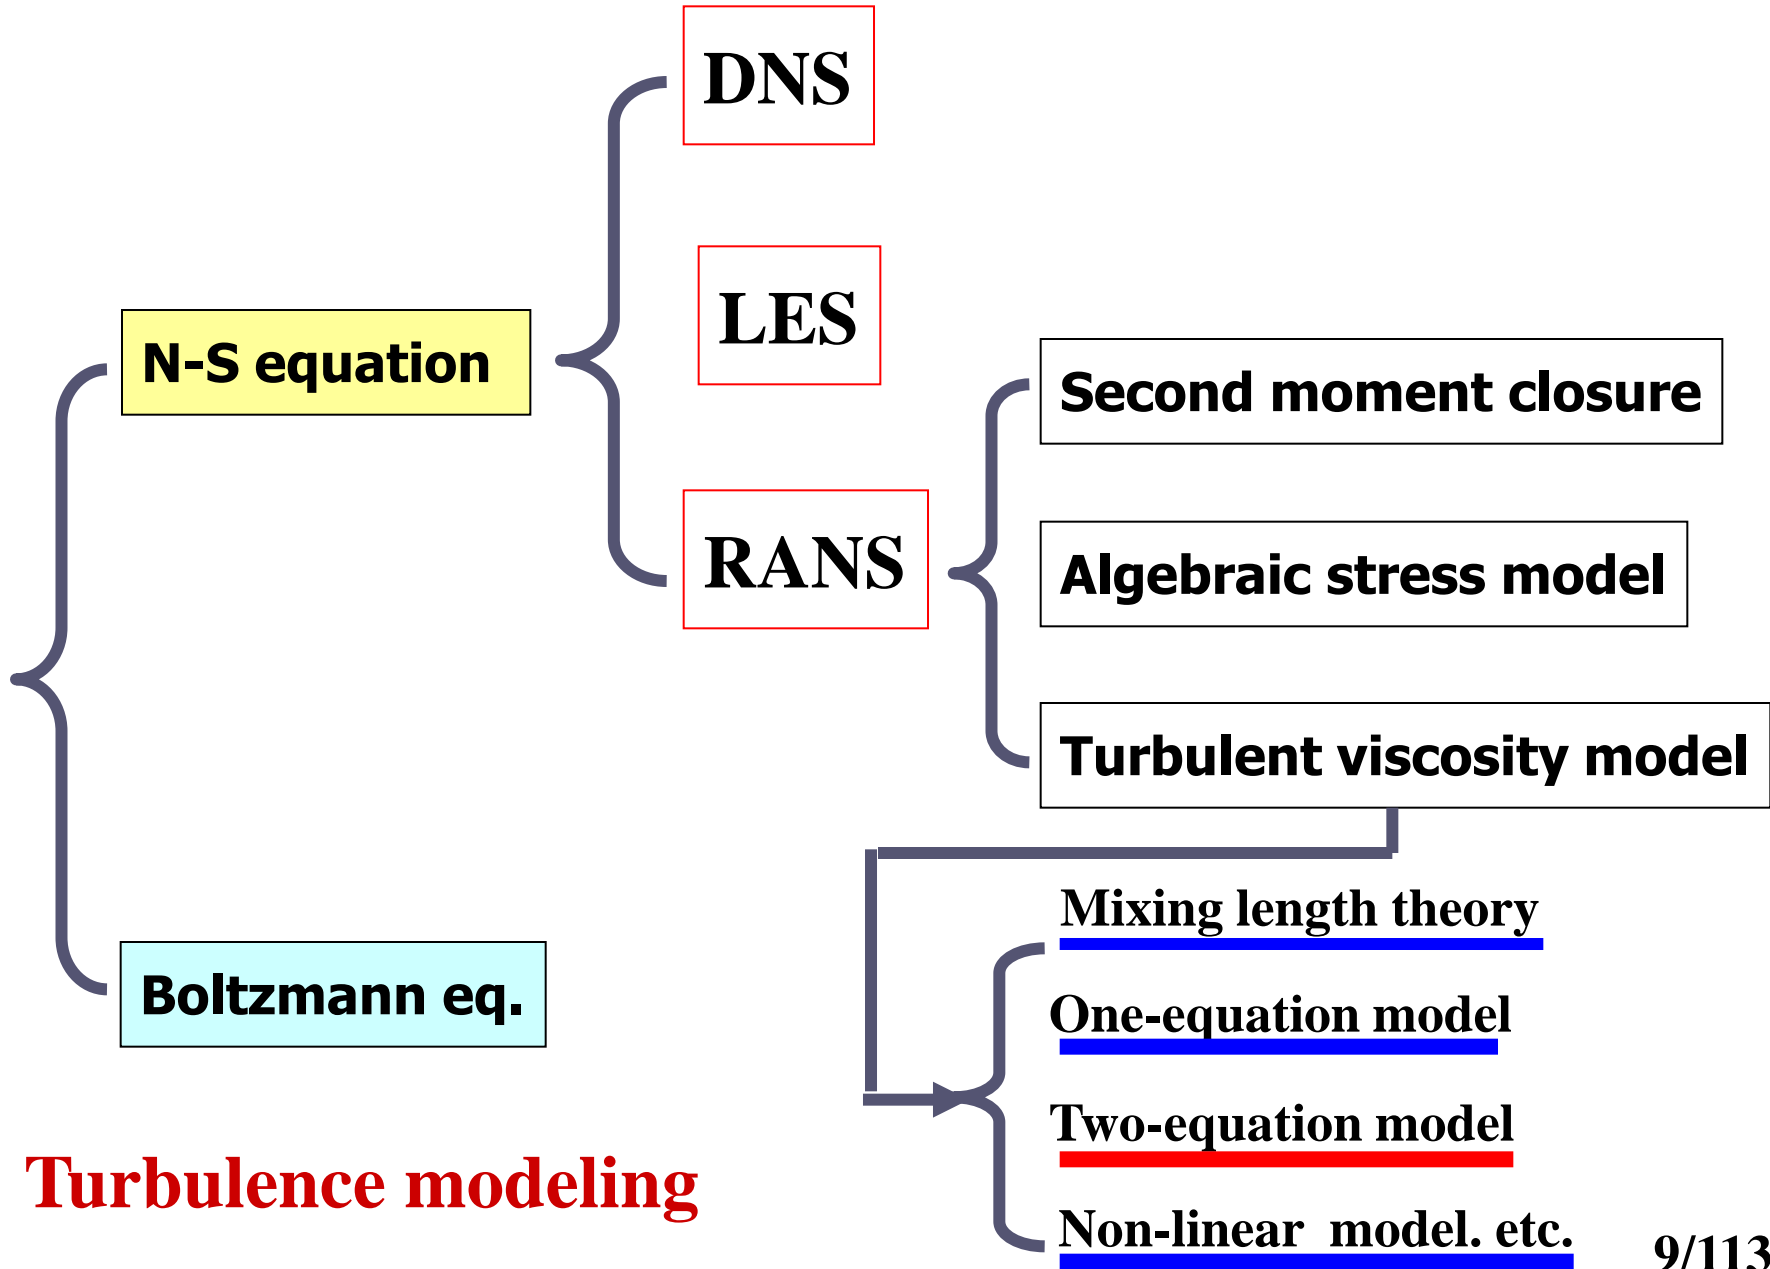 DNS
LES
N-S equation
Second moment closure
RANS
Algebraic stress model
Turbulent viscosity model
Mixing length theory
Boltzmann eq.
One-equation model
Two-equation model
Turbulence modeling
Non-linear model. etc.
9/113